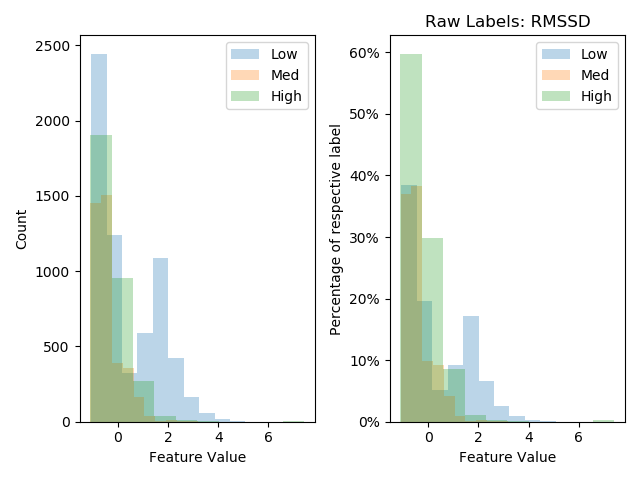 Raw Labels: RMSSD
2500
2000
1500
1000
500
0
Count
0 2 4 6
Feature Value
Low
Med
High
60%
50%
40%
30%
20%
10%
0%
Percentage of respective label
0 2 4 6
Feature Value
Low
Med
High